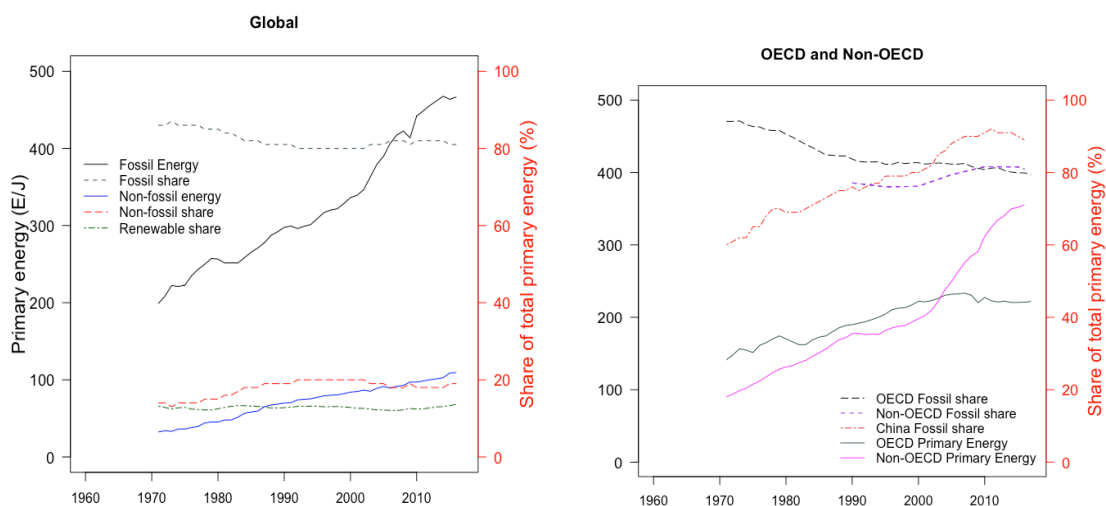 Global
Primary energy (E/J)
500
400
300
200
100
0
Fossil Energy
Fossil share
Non-fossil energy
Non-fossil share
Renewable share
100
80
60
40
20
0
Share of total primary energy (%)
1960
1970
1980
1990
2000
2010
OECD and Non-OECD
500
400
300
200
100
0
OECD Fossil share
Non-OECD Fossil share
China Fossil share
OECD Primary Energy
Non-OECD Primary Energy
100
80
60
40
20
0
Share of total primary energy (%)
1960
1970
1980
1990
2000
2010